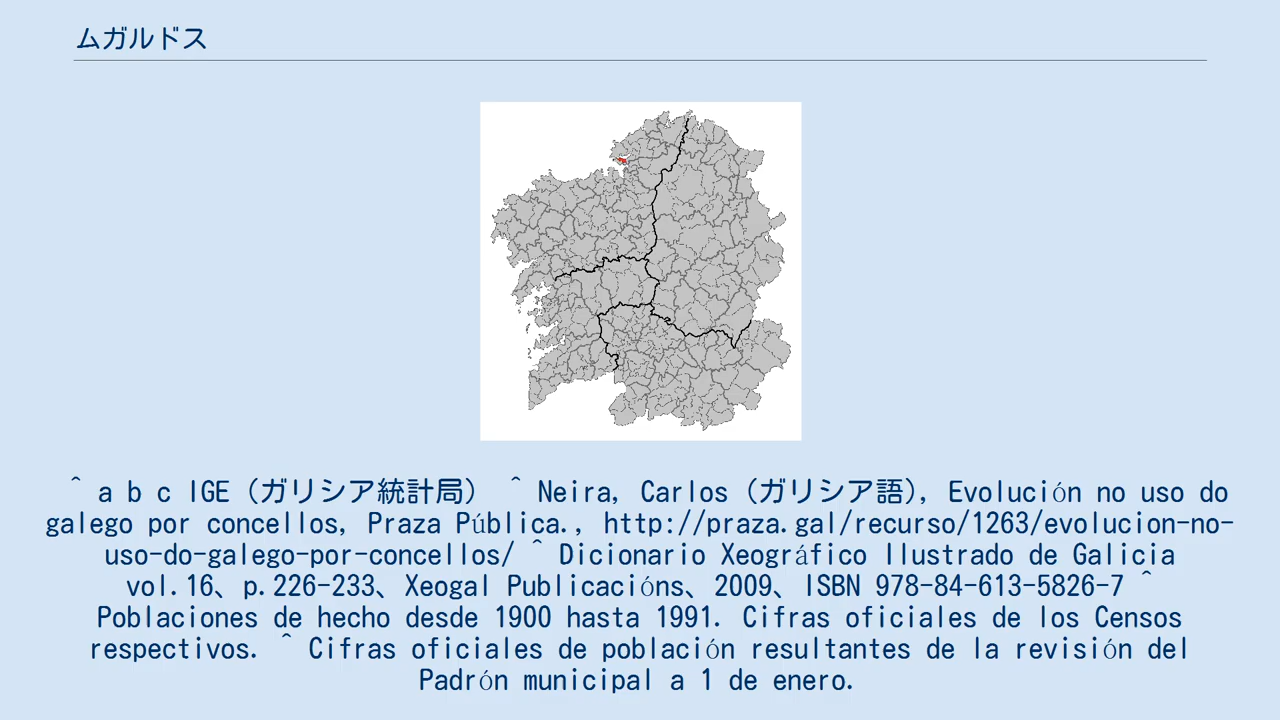 ムガルドス
^ a b c IGE (ガリシア統計局) ^ Neira, Carlos (ガリシア語), Evolución no uso do
galego por concellos, Praza Pública., http://praza.gal/recurso/1263/evolucion-no-
uso-do-galego-por-concellos/ ^ Dicionario Xeográfico Ilustrado de Galicia
vol.16、p.226-233、Xeogal Publicacións、2009、ISBN 978-84-613-5826-7 ^
Poblaciones de hecho desde 1900 hasta 1991. Cifras oficiales de los Censos
respectivos. ^ Cifras oficiales de población resultantes de la revisión del
Padrón municipal a 1 de enero.